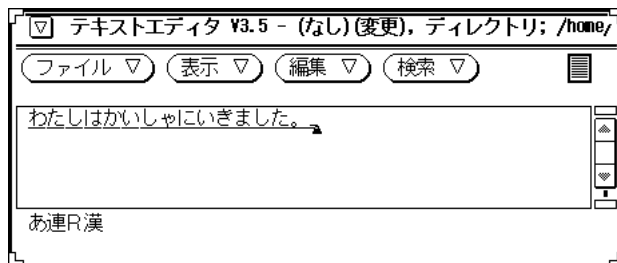 テキストエディタ V3.5 - (なし)(変更), ディレクトリ; /home/
ファイル ▽ 表示 ▽ 編集 ▽ 検索 ▽
わたしはかいしゃにいきました。
あ連R漢